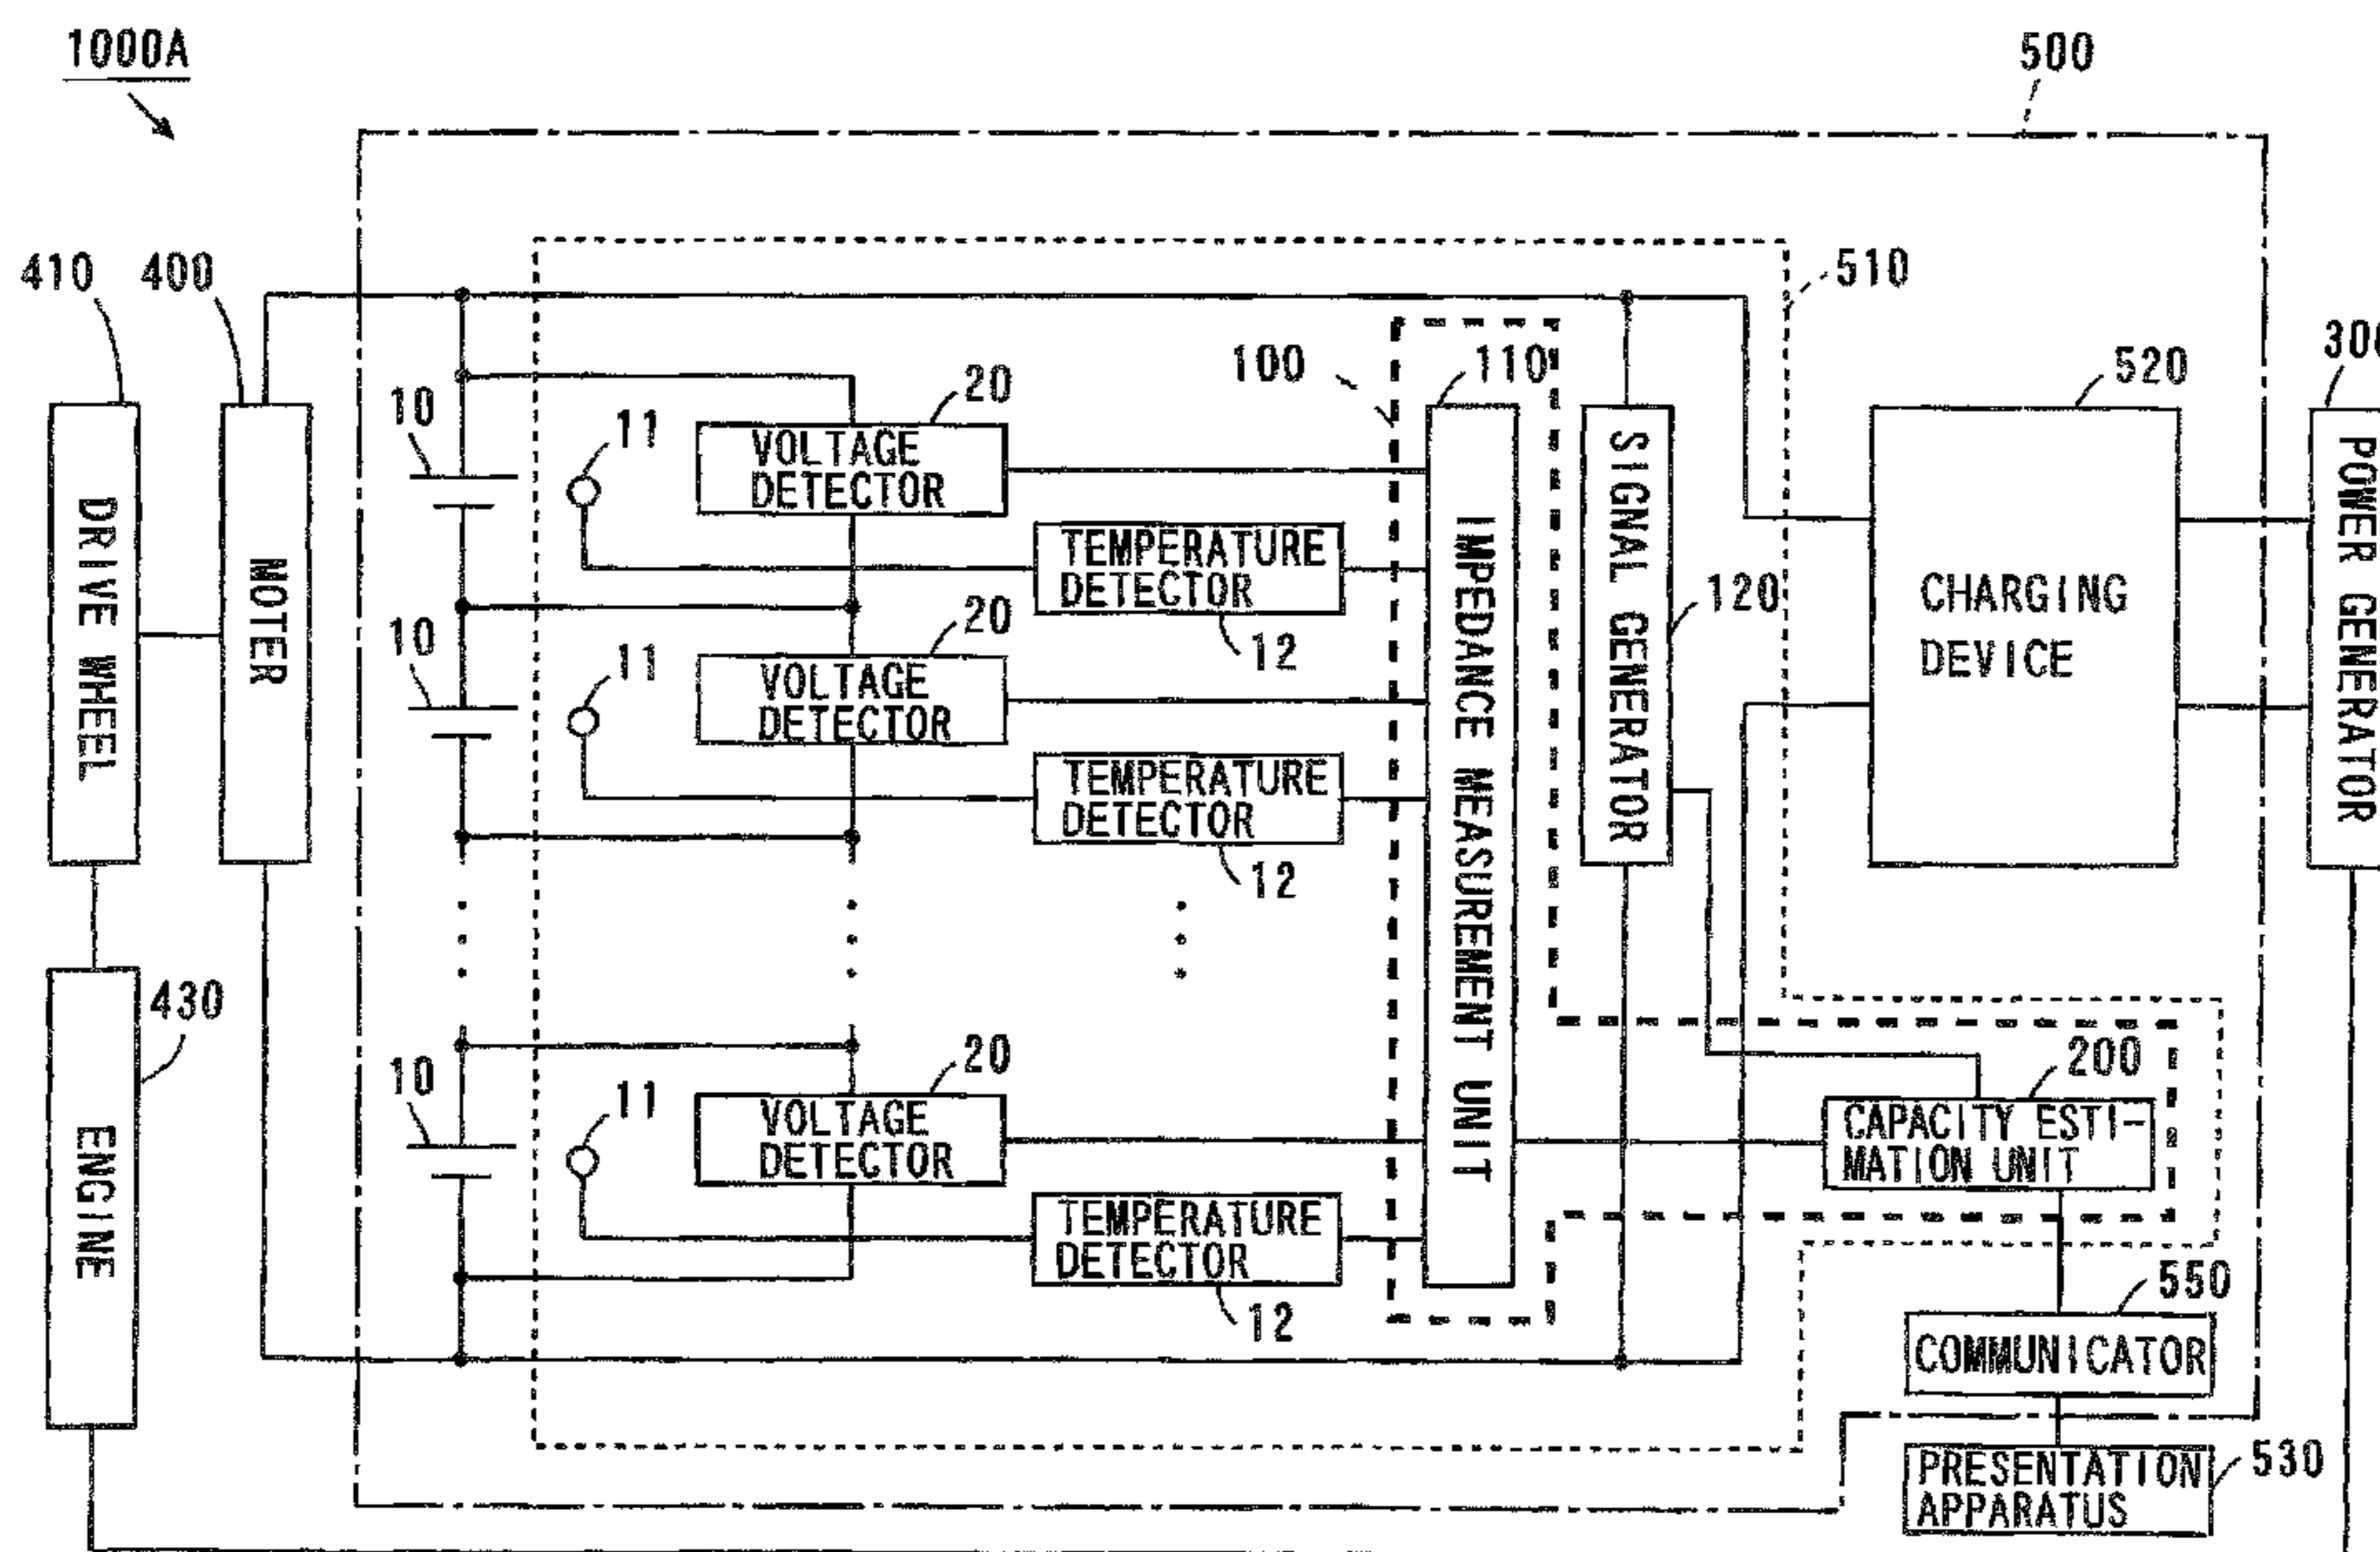 1000A
500
410
400
510
300
100
110
520
10
11
20
VOLTAGE
DETECTOR
TEMPERATURE
DETECTOR
12
10
11
20
VOLTAGE
DETECTOR
TEMPERATURE
DETECTOR
12
DRIVE WHEEL
MOTER
IMPEDANCE MEASUREMENT UNIT
SIGNAL GENERATOR
120
CHARGING
DEVICE
POWER GENERATOR
430
ENGINE
10
11
20
VOLTAGE
DETECTOR
TEMPERATURE
DETECTOR
12
200
CAPACITY ESTI-
MATION UNIT
550
COMMUNICATOR
530
PRESENTATION
APPARATUS